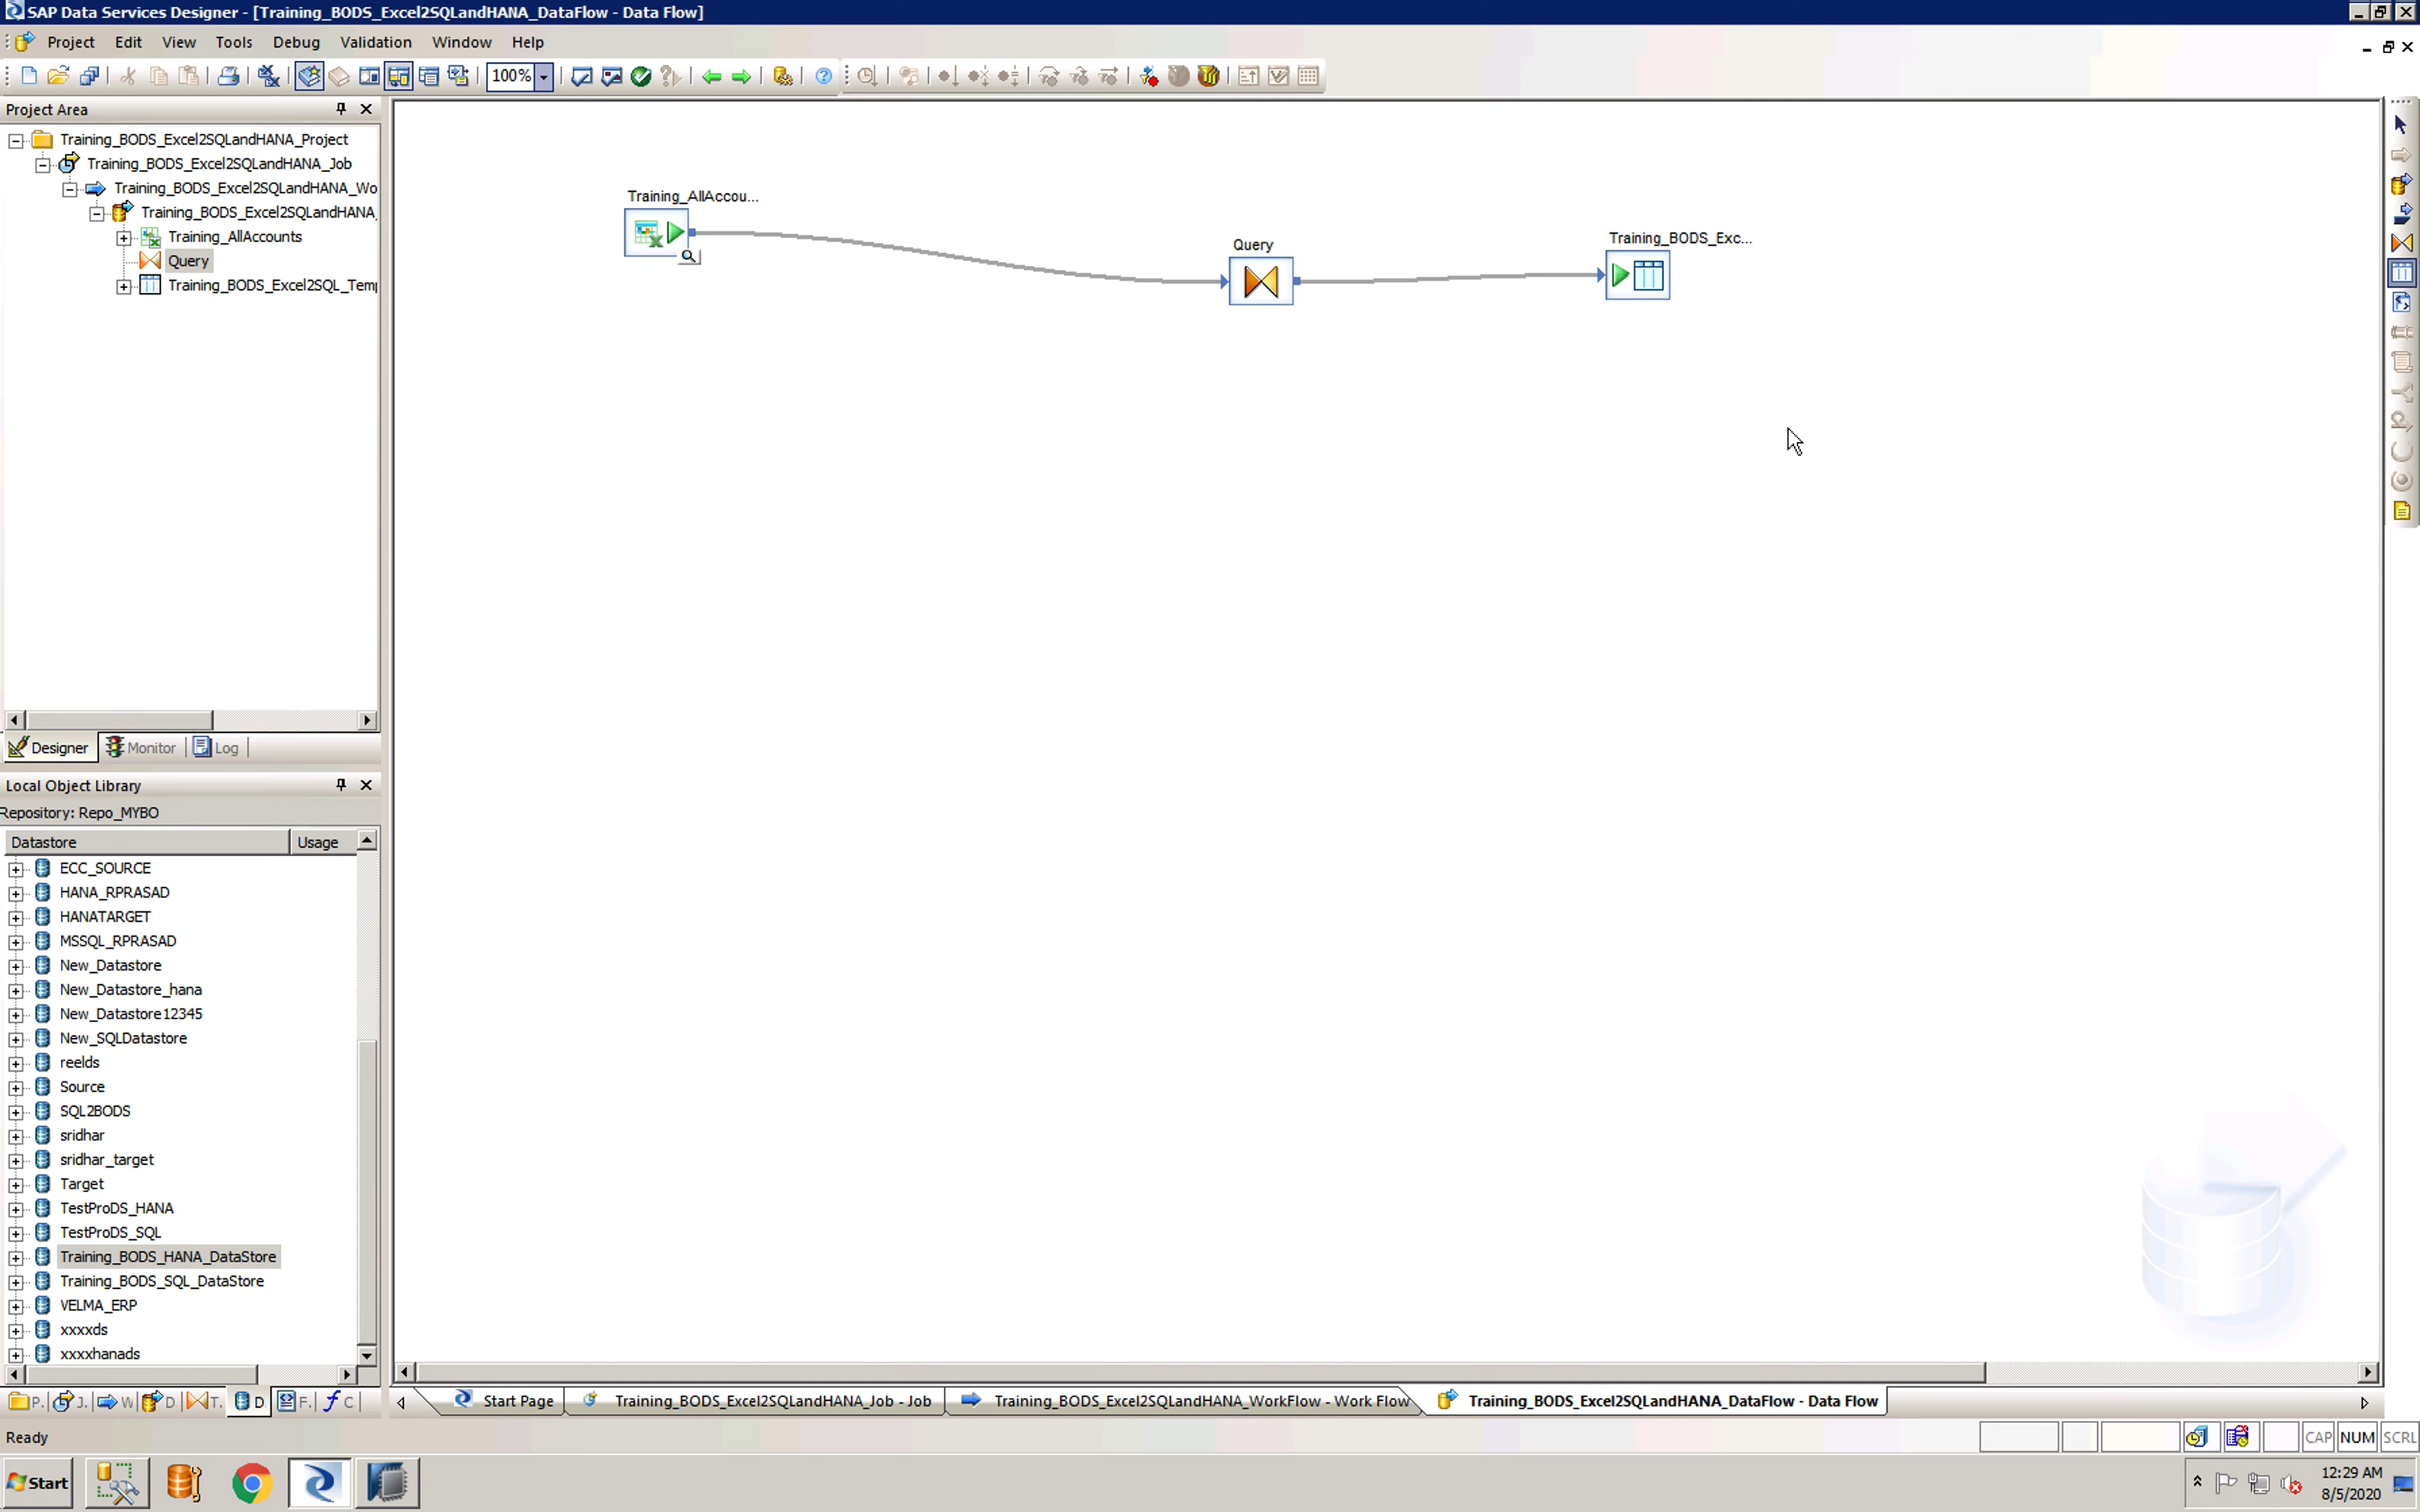 SAP Data Services Designer - [Training_BODS_Excel2SQLandHANA_DataFlow - Data Flow]
Project Edit View Tools Debug Validation Window Help
100%
Project Area
Training_BODS_Excel2SQLandHANA_Project
Training_BODS_Excel2SQLandHANA_Job
Training_BODS_Excel2SQLandHANA_Wo
Training_BODS_Excel2SQLandHANA_
Training_AllAccounts
Query
Training_BODS_Excel2SQL_Temp
Designer Monitor Log
Training_AllAccou...
Query
Training_BODS_Exc...
Local Object Library
Repository: Repo_MYBO
Datastore Usage
ECC_SOURCE
HANA_RPRASAD
HANATARGET
MSSQL_RPRASAD
New_Datastore
New_Datastore_hana
New_Datastore12345
New_SQLDatastore
reelds
Source
SQL2BODS
sridhar
sridhar_target
Target
TestProDS_HANA
TestProDS_SQL
Training_BODS_HANA_DataStore
Training_BODS_SQL_DataStore
VELMA_ERP
xxxxds
xxxxhanads
P. J. W D T. D F. C
Start Page Training_BODS_Excel2SQLandHANA_Job - Job Training_BODS_Excel2SQLandHANA_WorkFlow - Work Flow Training_BODS_Excel2SQLandHANA_DataFlow - Data Flow
Ready
CAP NUM SCRL
Start
12:29 AM
8/5/2020